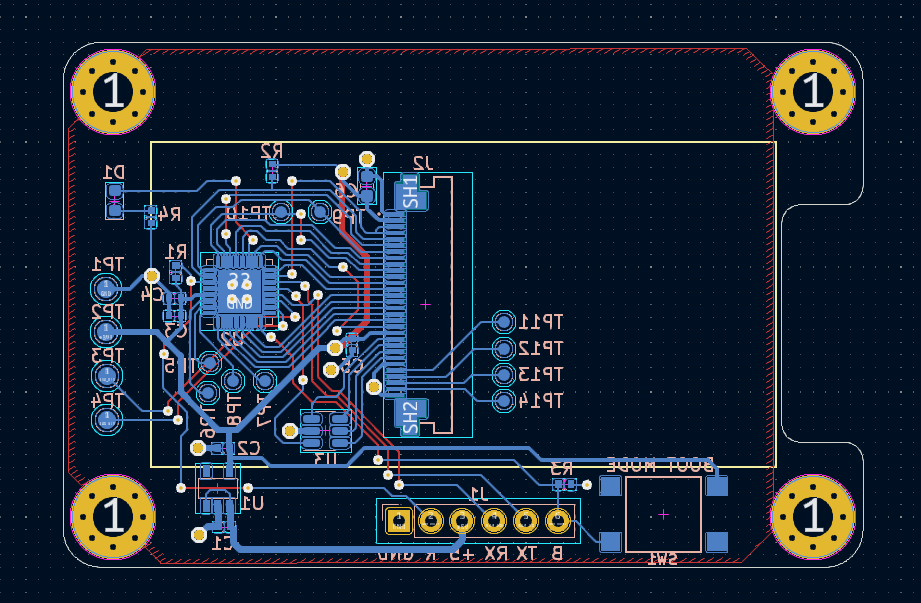 1
1
R2
J2
D1
SH1
R4
TP10
TP9
R1
TP1
33
GND
C4
TP2
C3
U2
TP11
TP12
TP3
TP5
C5
TP13
TP4
TP6
TP8
TP7
TP14
SH2
C2
U3
R3
BOOT MODE
U1
J1
1
1
C1
GND R +5 RX TX B
SW1